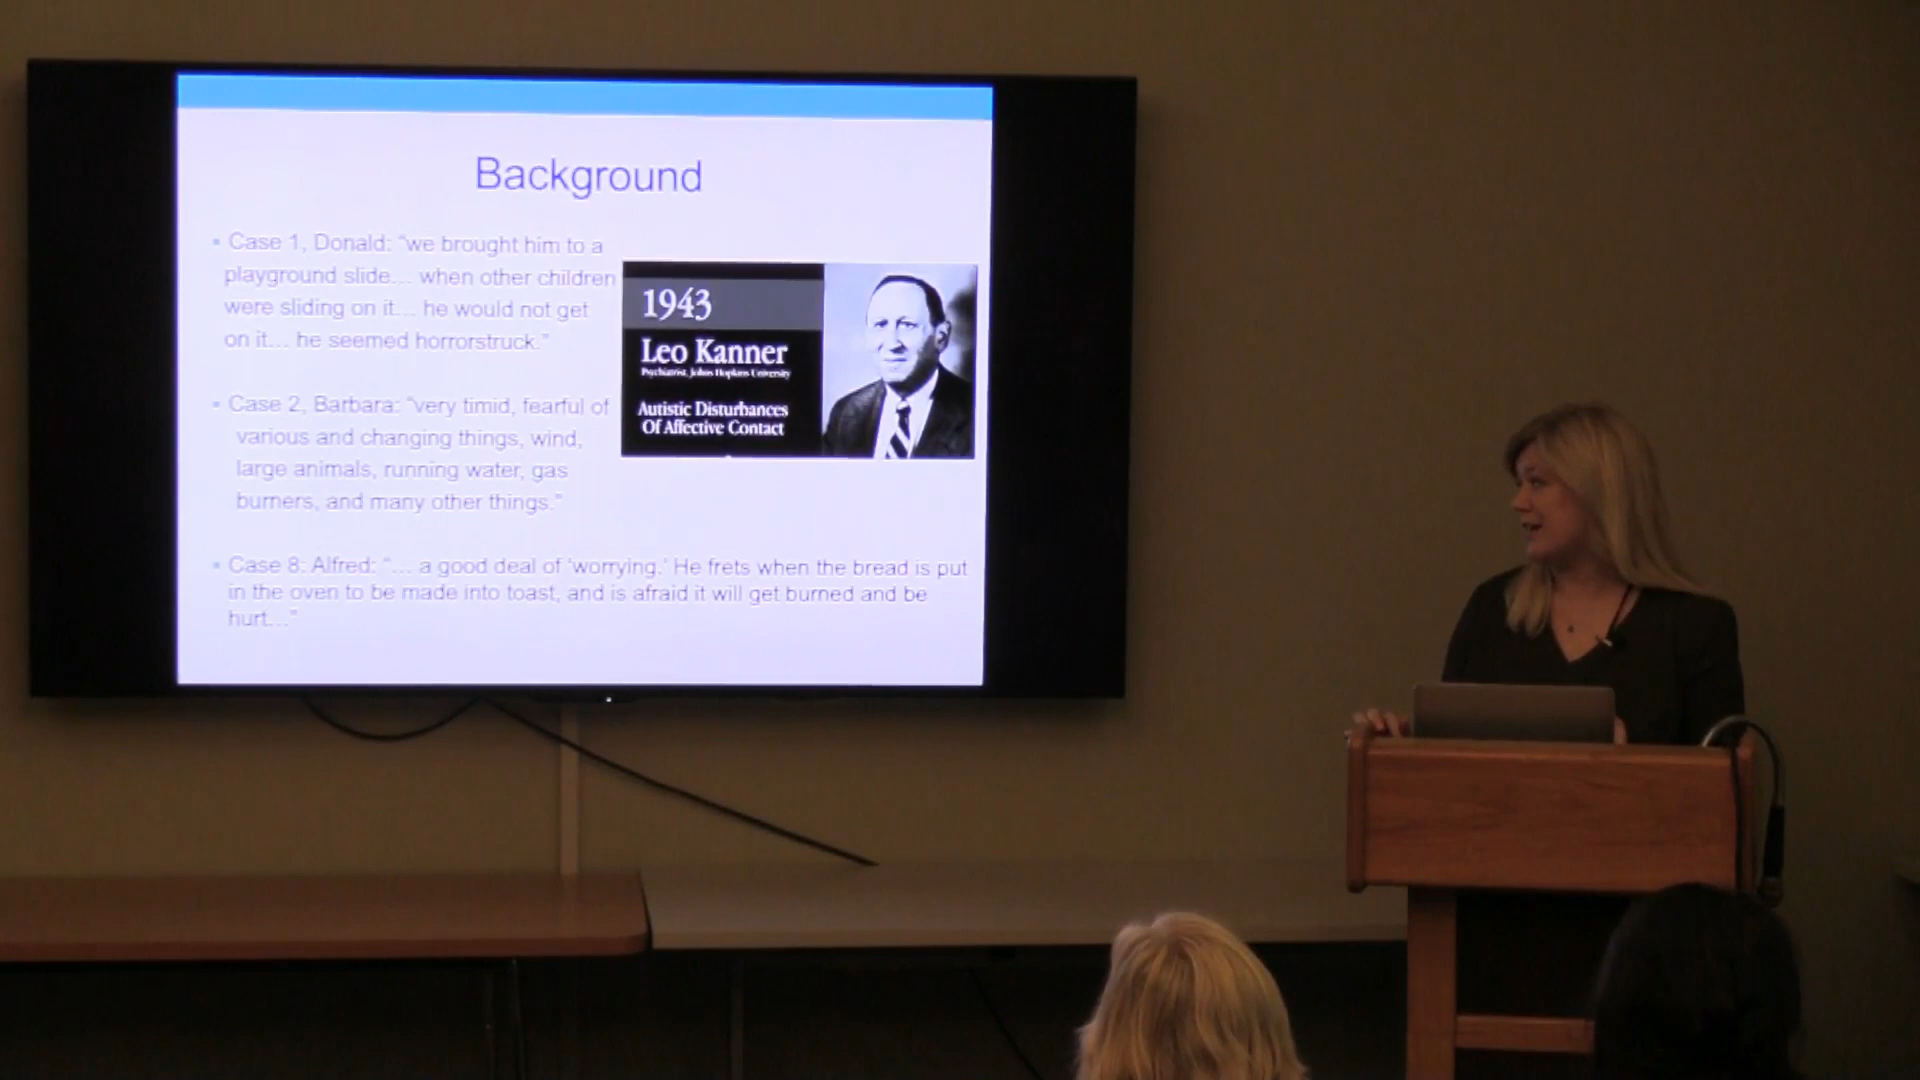 Background
Case 1, Donald: “we brought him to a
playground slide... when other children
were sliding on it... he would not get
on it... he seemed horrorstruck.”
1943
Leo Kanner
Psychiatrist, Johns Hopkins University
Autistic Disturbances
Of Affective Contact
Case 2, Barbara: “very timid, fearful of
various and changing things, wind,
large animals, running water, gas
burners, and many other things.”
Case 8: Alfred: “... a good deal of ‘worrying.’ He frets when the bread is put
in the oven to be made into toast, and is afraid it will get burned and be
hurt...”